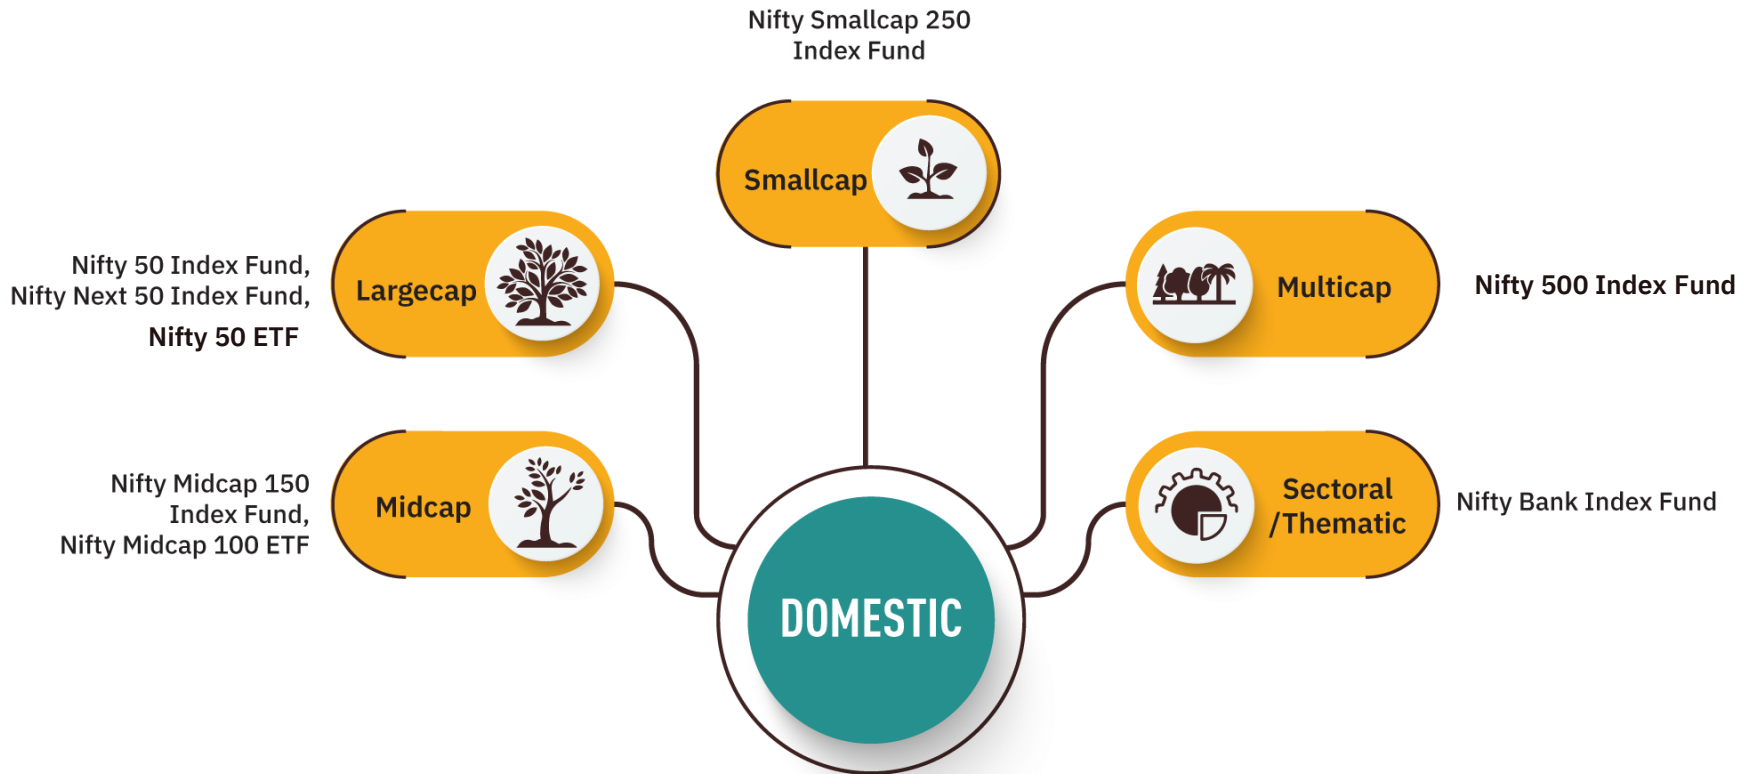 Nifty Smallcap 250
Index Fund
Smallcap
Nifty 50 Index Fund,
Nifty Next 50 Index Fund,
Nifty 50 ETF
Largecap
Multicap
Nifty 500 Index Fund
Nifty Midcap 150
Index Fund,
Nifty Midcap 100 ETF
Midcap
Sectoral
/Thematic
Nifty Bank Index Fund
DOMESTIC